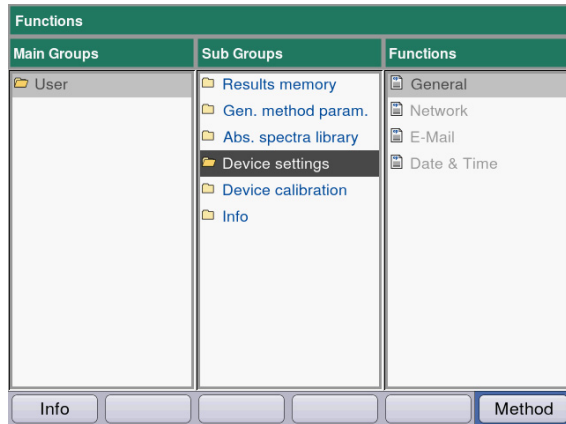 Functions
Main Groups
Sub Groups
Functions
User
Results memory
Gen. method param.
Abs. spectra library
Device settings
Device calibration
Info
General
Network
E-Mail
Date & Time
Info
Method